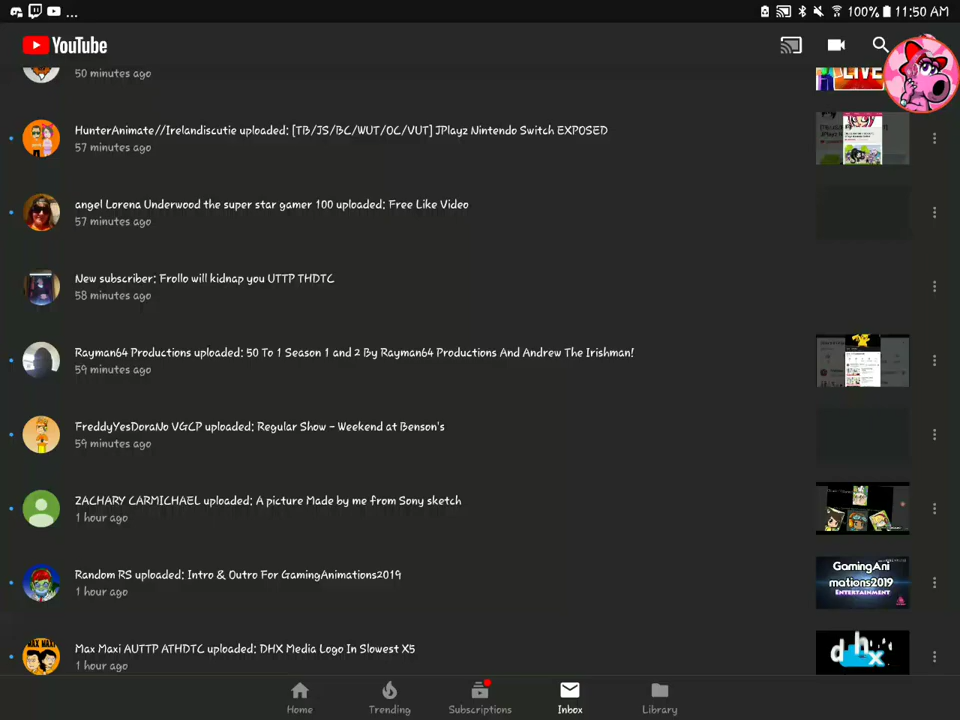 ... 100% 11:50 AM
YouTube
50 minutes ago
LIVE
HunterAnimate//Irelandiscutie uploaded: [TB/JS/BC/WUT/OC/VUT] JPlayz Nintendo Switch EXPOSED
57 minutes ago
angel Lorena Underwood the super star gamer 100 uploaded: Free Like Video
57 minutes ago
New subscriber: Frollo will kidnap you UTTP THDTC
58 minutes ago
Rayman64 Productions uploaded: 50 To 1 Season 1 and 2 By Rayman64 Productions And Andrew The Irishman!
59 minutes ago
FreddyYesDoraNo VGCP uploaded: Regular Show - Weekend at Benson's
59 minutes ago
ZACHARY CARMICHAEL uploaded: A picture Made by me from Sony sketch
1 hour ago
Random RS uploaded: Intro & Outro For GamingAnimations2019
1 hour ago
GamingAni
mations2019
ENTERTAINMENT
MAX MAXI
Max Maxi AUTTP ATHDTC uploaded: DHX Media Logo In Slowest X5
1 hour ago
dhx
Home Trending Subscriptions Inbox Library